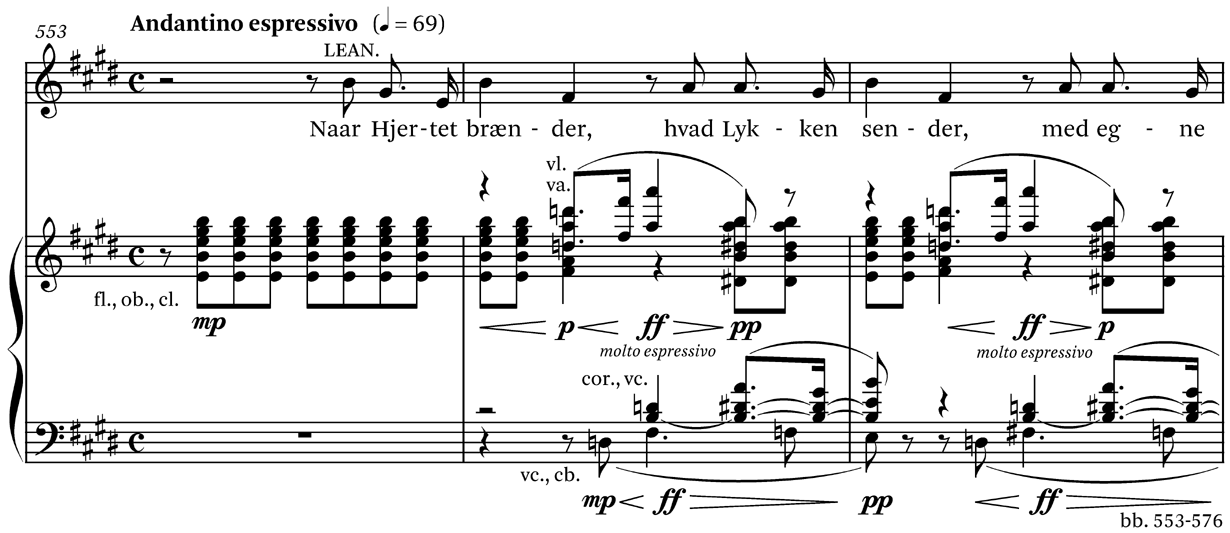 553
Andantino espressivo (♩ = 69)
LEAN.
Naar Hjer-tet bræn - der, hvad Lyk - ken sen - der, med eg - ne
vl.
va.
fl., ob., cl.
mp
p ff pp ff p
molto espressivo molto espressivo
cor., vc.
vc., cb.
mp ff pp ff
bb. 553-576